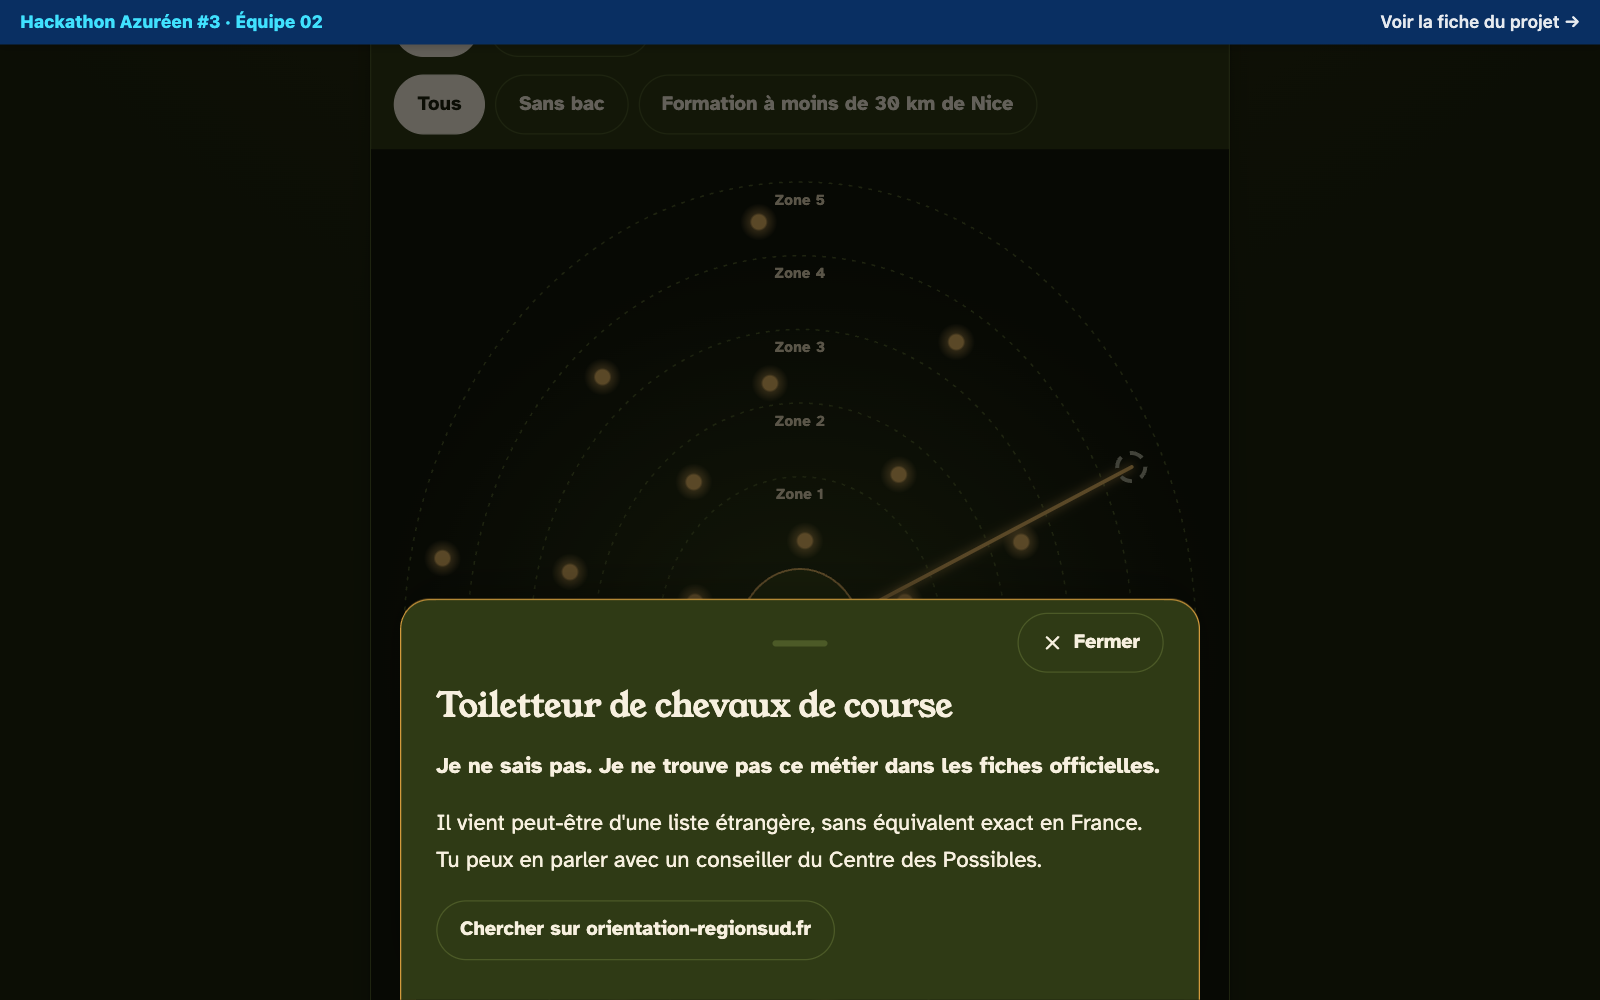 Hackathon Azuréen #3 · Équipe 02
Voir la fiche du projet →
Tous
Sans bac
Formation à moins de 30 km de Nice
Zone 5
Zone 4
Zone 3
Zone 2
Zone 1
Fermer
Toiletteur de chevaux de course
Je ne sais pas. Je ne trouve pas ce métier dans les fiches officielles.
Il vient peut-être d'une liste étrangère, sans équivalent exact en France.
Tu peux en parler avec un conseiller du Centre des Possibles.
Chercher sur orientation-regionsud.fr